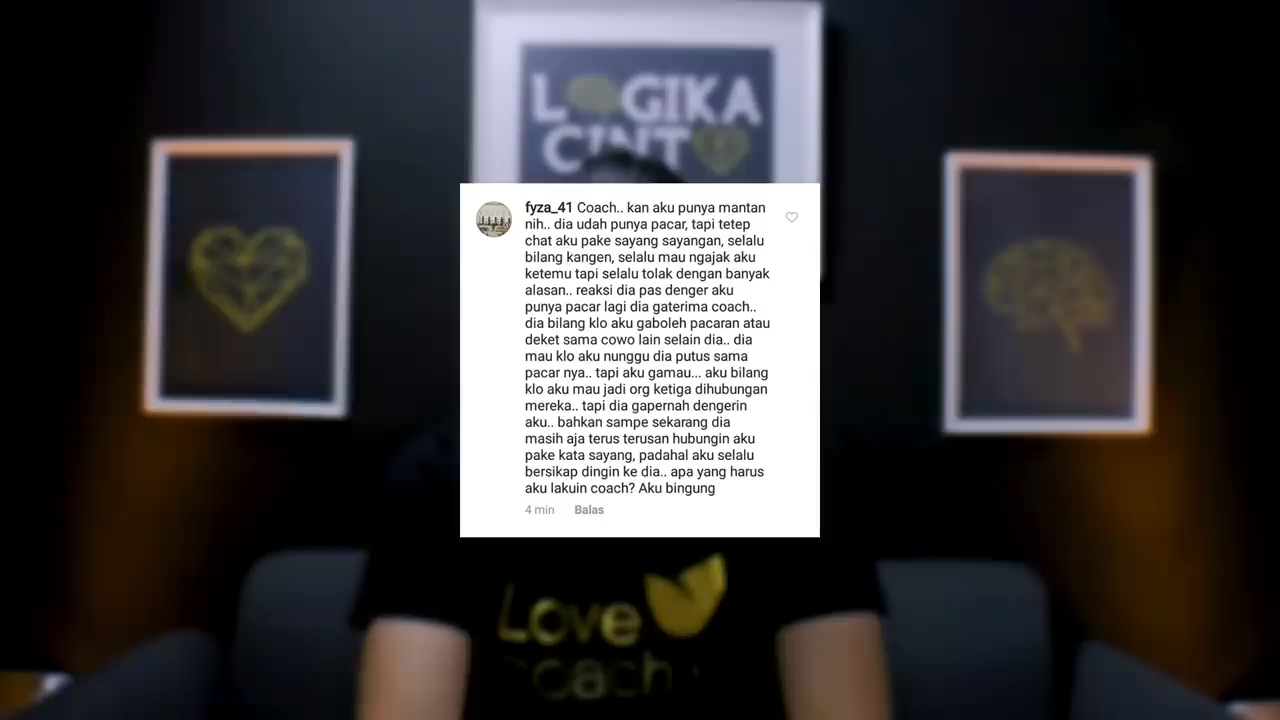 LOGIKA
CINT
fyza_41 Coach.. kan aku punya mantan
nih.. dia udah punya pacar, tapi tetep
chat aku pake sayang sayangan, selalu
bilang kangen, selalu mau ngajak aku
ketemu tapi selalu tolak dengan banyak
alasan.. reaksi dia pas denger aku
punya pacar lagi dia gaterima coach..
dia bilang klo aku gaboleh pacaran atau
deket sama cowo lain selain dia.. dia
mau klo aku nunggu dia putus sama
pacar nya.. tapi aku gamau... aku bilang
klo aku mau jadi org ketiga dihubungan
mereka.. tapi dia gapernah dengerin
aku.. bahkan sampe sekarang dia
masih aja terus terusan hubungin aku
pake kata sayang, padahal aku selalu
bersikap dingin ke dia.. apa yang harus
aku lakuin coach? Aku bingung
4 min Balas
Love
coach